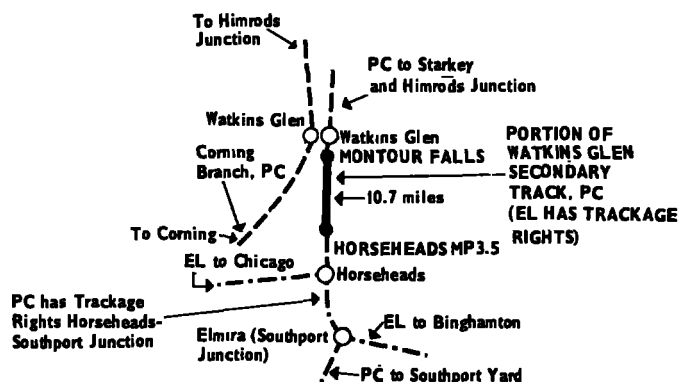 To Himrods
Junction
PC to Starkey
and Himrods Junction
Watkins Glen
Watkins Glen
MONTOUR FALLS
PORTION OF
WATKINS GLEN
SECONDARY
TRACK, PC
(EL HAS TRACKAGE
RIGHTS)
Corning
Branch, PC
10.7 miles
To Corning
HORSEHEADS MP3.5
EL to Chicago
Horseheads
PC has Trackage
Rights Horseheads-
Southport Junction
EL to Binghamton
Elmira (Southport
Junction)
PC to Southport Yard